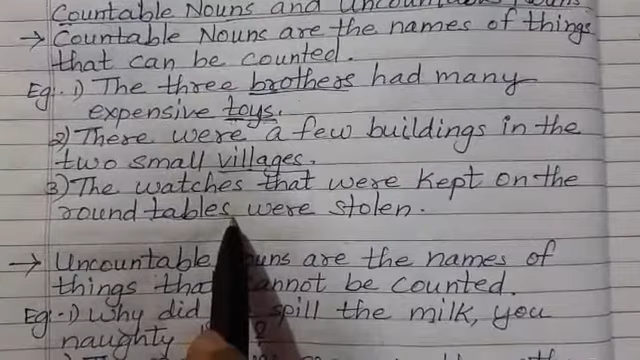 Countable Nouns and Uncountable Nouns
→ Countable Nouns are the names of things
that can be counted.
Eg:-1) The three brothers had many
expensive toys.
2) There were a few buildings in the
two small villages.
3) The watches that were kept on the
round tables were stolen.
→ Uncountable are the names of
things cannot be counted.
Eg:-1) Why did spill the milk, you
naughty